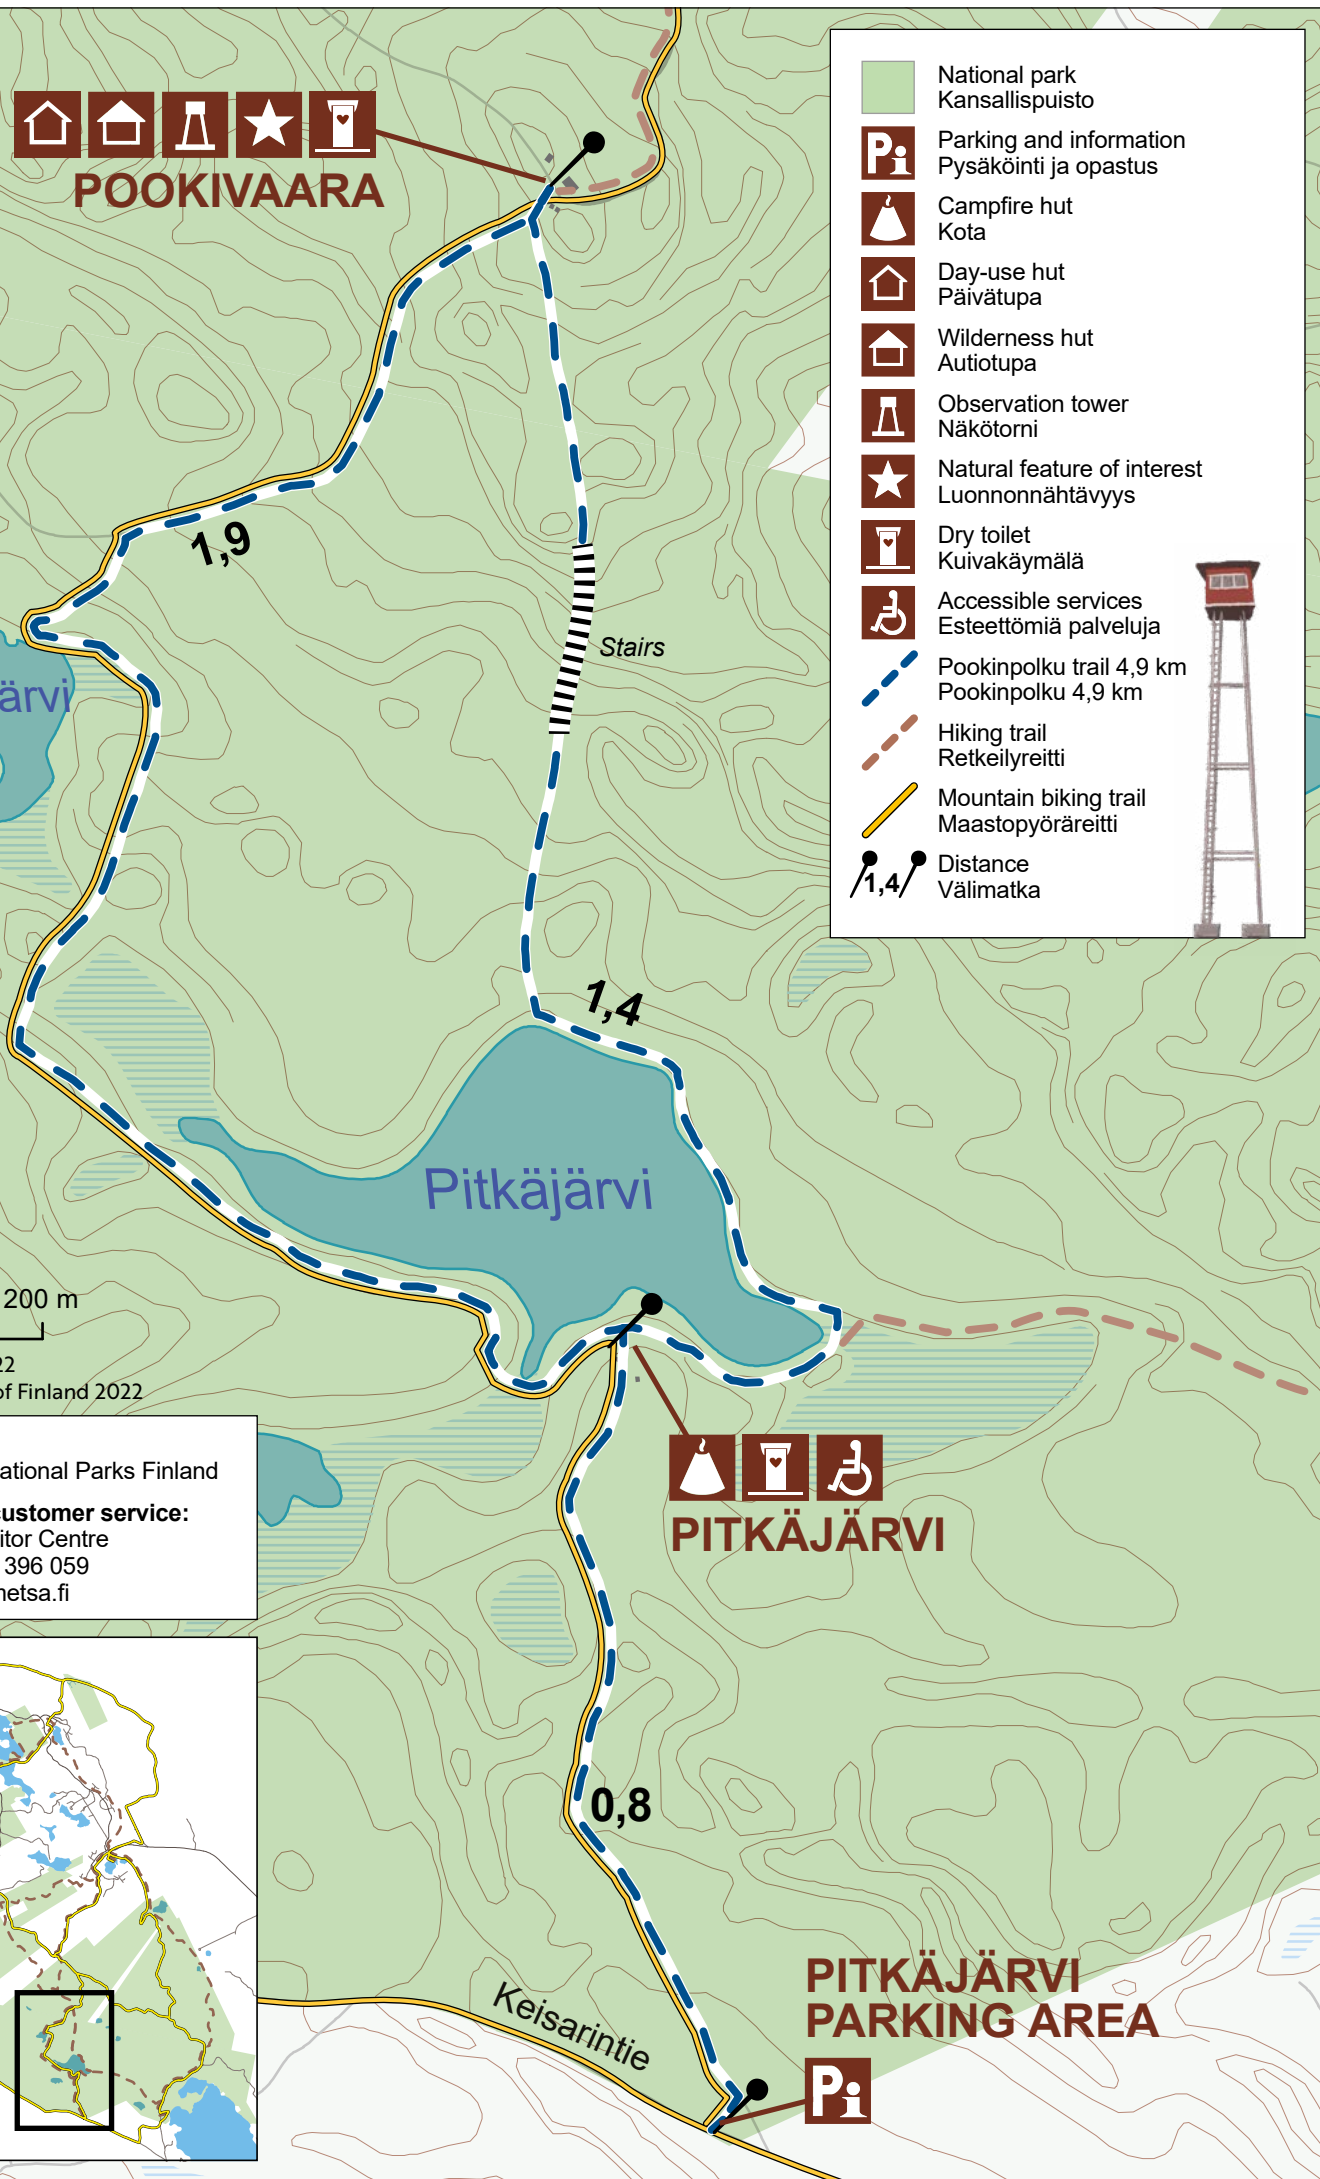 POOKIVAARA
National park
Kansallispuisto
Parking and information
Pysäköinti ja opastus
Campfire hut
Kota
Day-use hut
Päivätupa
Wilderness hut
Autiotupa
Observation tower
Näkötorni
Natural feature of interest
Luonnonnähtävyys
Dry toilet
Kuivakäymälä
Accessible services
Esteettömiä palveluja
Pookinpolku trail 4,9 km
Pookinpolku 4,9 km
Hiking trail
Retkeilyreitti
Mountain biking trail
Maastopyöräreitti
1,4
Distance
Välimatka
1,9
Stairs
ärvi
1,4
Pitkäjärvi
200 m
22
of Finland 2022
ational Parks Finland
customer service:
itor Centre
396 059
netsa.fi
PITKÄJÄRVI
0,8
Keisarintie
PITKÄJÄRVI
PARKING AREA